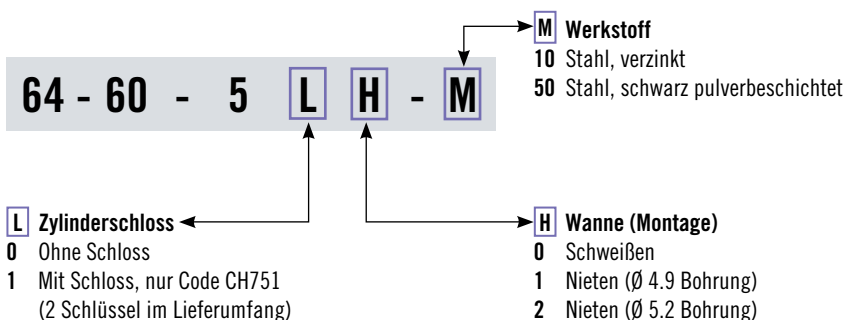 M Werkstoff
10 Stahl, verzinkt
50 Stahl, schwarz pulverbeschichtet
64 - 60 - 5 L H - M
L Zylinderschloss
0 Ohne Schloss
1 Mit Schloss, nur Code CH751
(2 Schlüssel im Lieferumfang)
H Wanne (Montage)
0 Schweißen
1 Nieten (Ø 4.9 Bohrung)
2 Nieten (Ø 5.2 Bohrung)